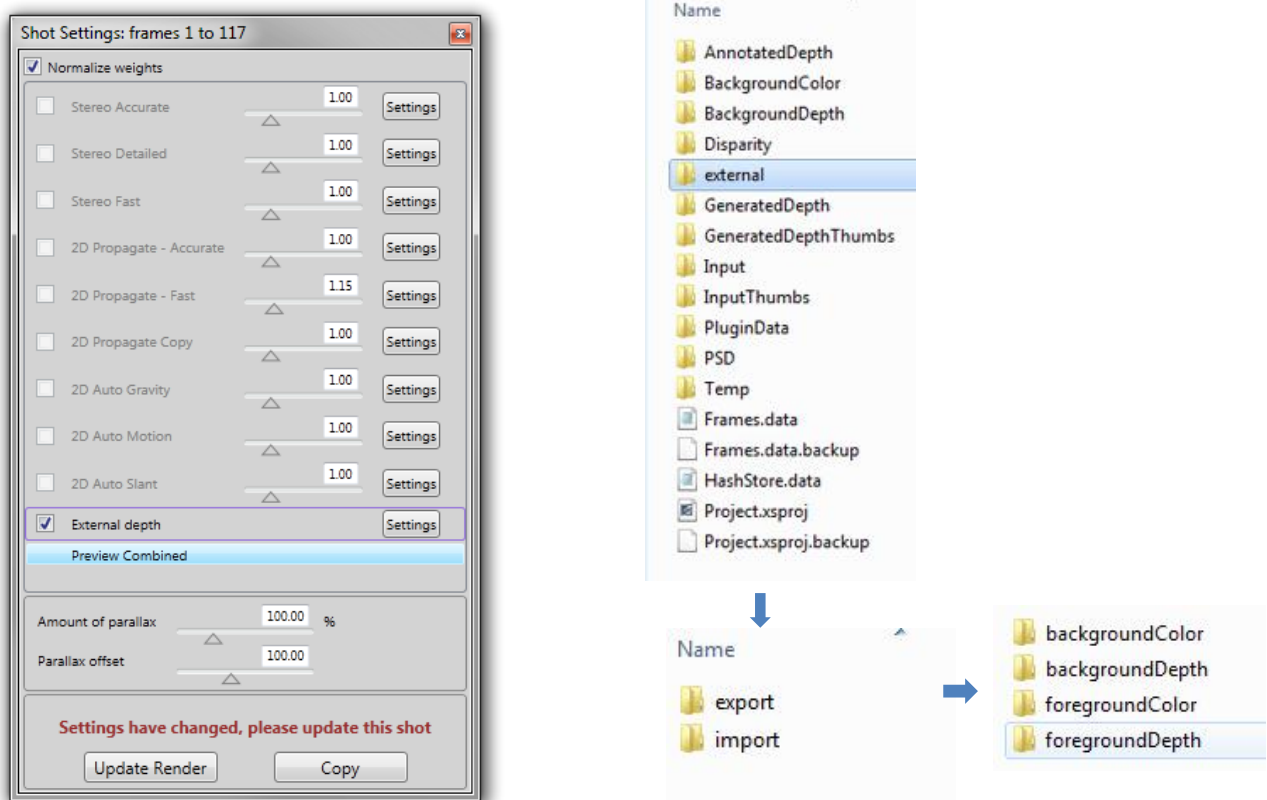 Shot Settings: frames 1 to 117
Normalize weights
Stereo Accurate 1.00 Settings
Stereo Detailed 1.00 Settings
Stereo Fast 1.00 Settings
2D Propagate - Accurate 1.00 Settings
2D Propagate - Fast 1.15 Settings
2D Propagate Copy 1.00 Settings
2D Auto Gravity 1.00 Settings
2D Auto Motion 1.00 Settings
2D Auto Slant 1.00 Settings
External depth Settings
Preview Combined
Amount of parallax 100.00 %
Parallax offset 100.00
Settings have changed, please update this shot
Update Render Copy
Name
AnnotatedDepth
BackgroundColor
BackgroundDepth
Disparity
external
GeneratedDepth
GeneratedDepthThumbs
Input
InputThumbs
PluginData
PSD
Temp
Frames.data
Frames.data.backup
HashStore.data
Project.xsproj
Project.xsproj.backup
Name
export
import
backgroundColor
backgroundDepth
foregroundColor
foregroundDepth